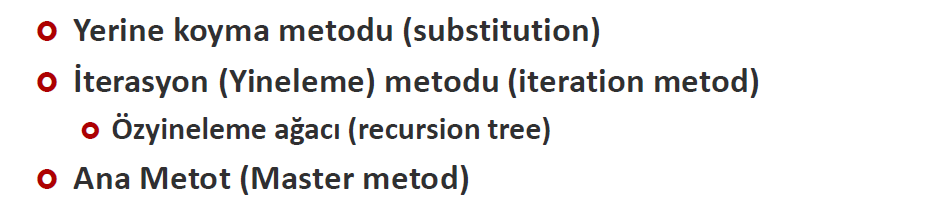 Yerine koyma metodu (substitution)
İterasyon (Yineleme) metodu (iteration metod)
Özyineleme ağacı (recursion tree)
Ana Metot (Master metod)